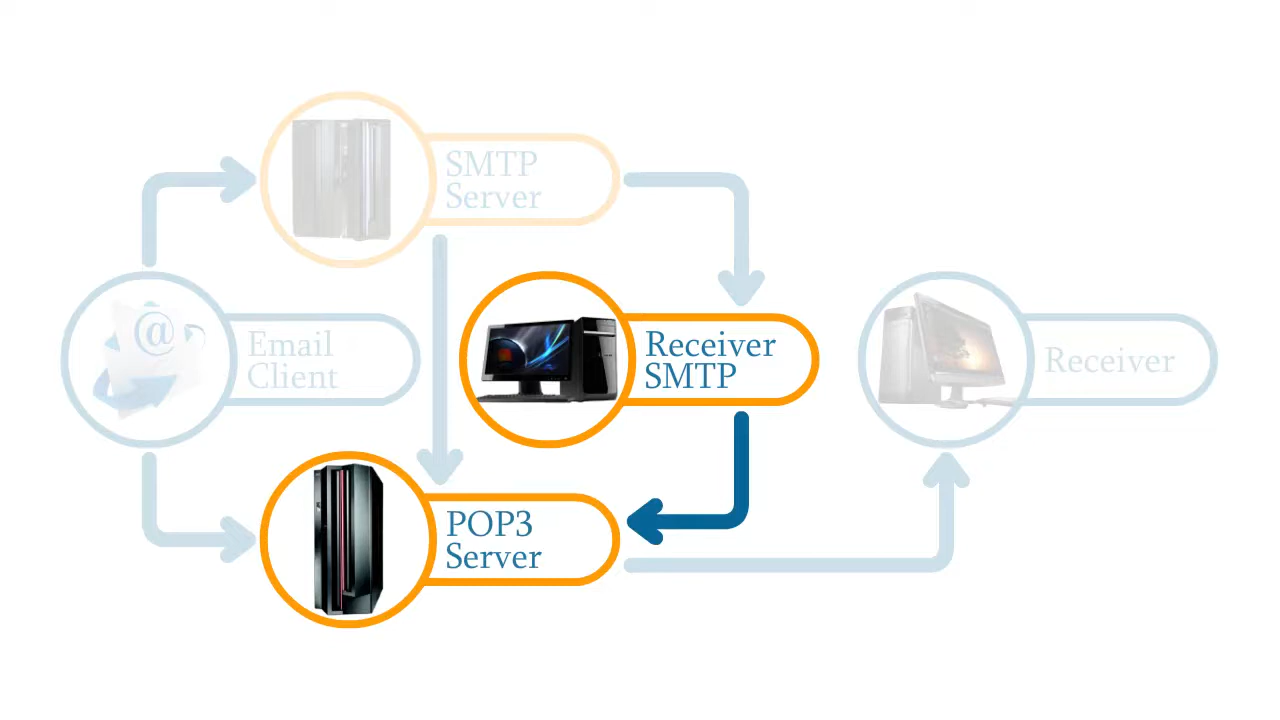 SMTP
Server
Email
Client
@
Receiver
SMTP
Receiver
POP3
Server